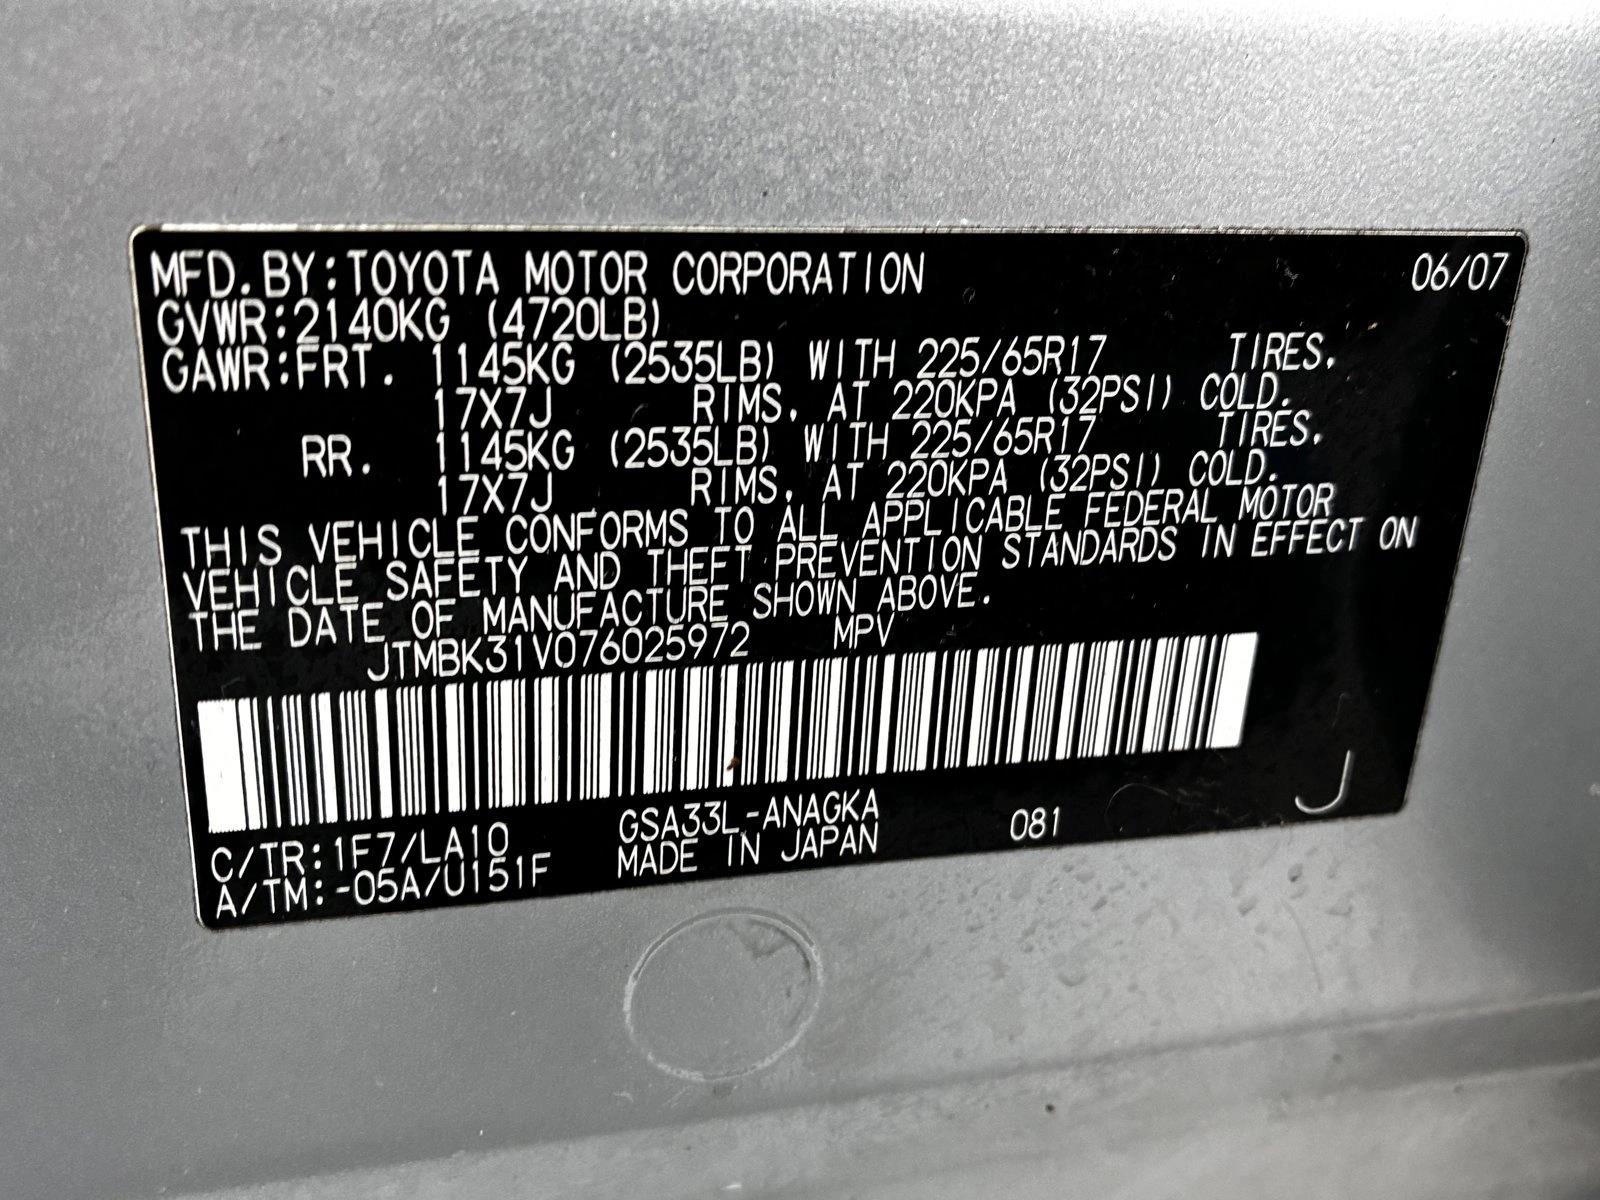 MFD.BY:TOYOTA MOTOR CORPORATION 06/07
GVWR:2140KG (4720LB)
GAWR:FRT. 1145KG (2535LB) WITH 225/65R17 TIRES,
17X7J RIMS, AT 220KPA (32PSI) COLD.
RR. 1145KG (2535LB) WITH 225/65R17 TIRES,
17X7J RIMS, AT 220KPA (32PSI) COLD.
THIS VEHICLE CONFORMS TO ALL APPLICABLE FEDERAL MOTOR
VEHICLE SAFETY AND THEFT PREVENTION STANDARDS IN EFFECT ON
THE DATE OF MANUFACTURE SHOWN ABOVE.
JTMBK31V076025972 MPV
C/TR:1F7/LA10 GSA33L-ANAGKA 081 J
A/TM:-05A/U151F MADE IN JAPAN